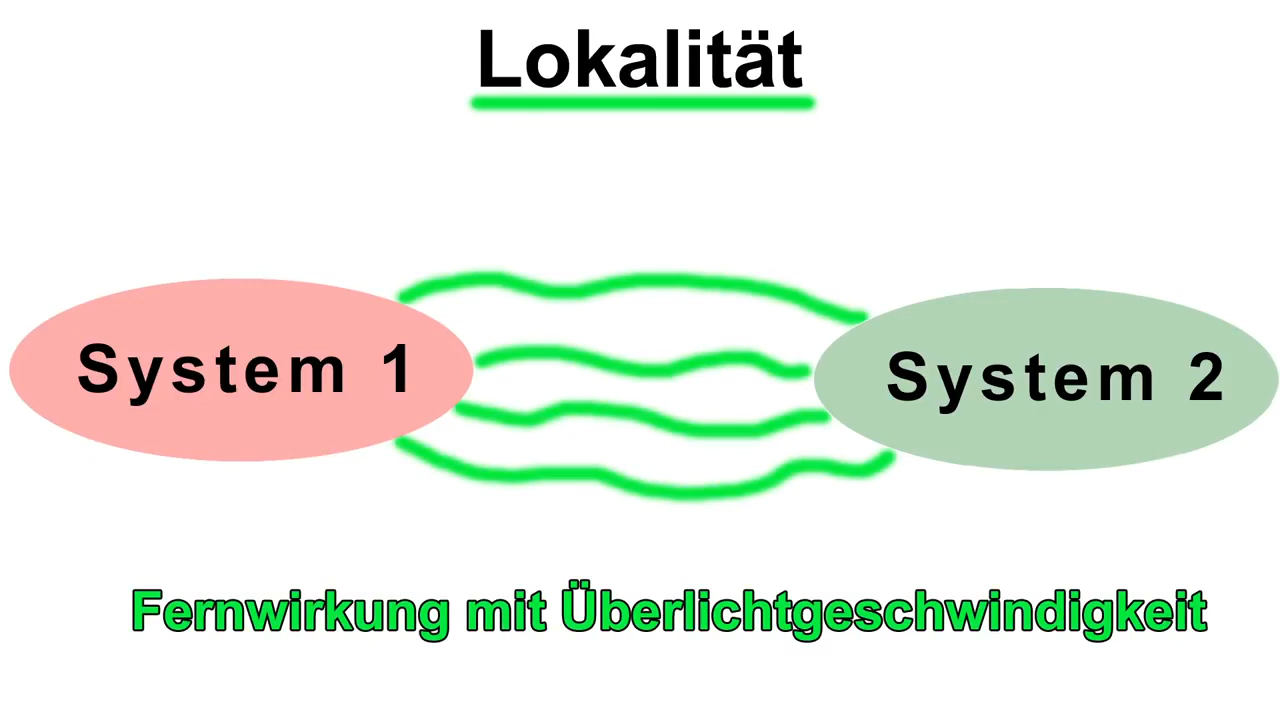 Lokalität
System 1
System 2
Fernwirkung mit Überlichtgeschwindigkeit